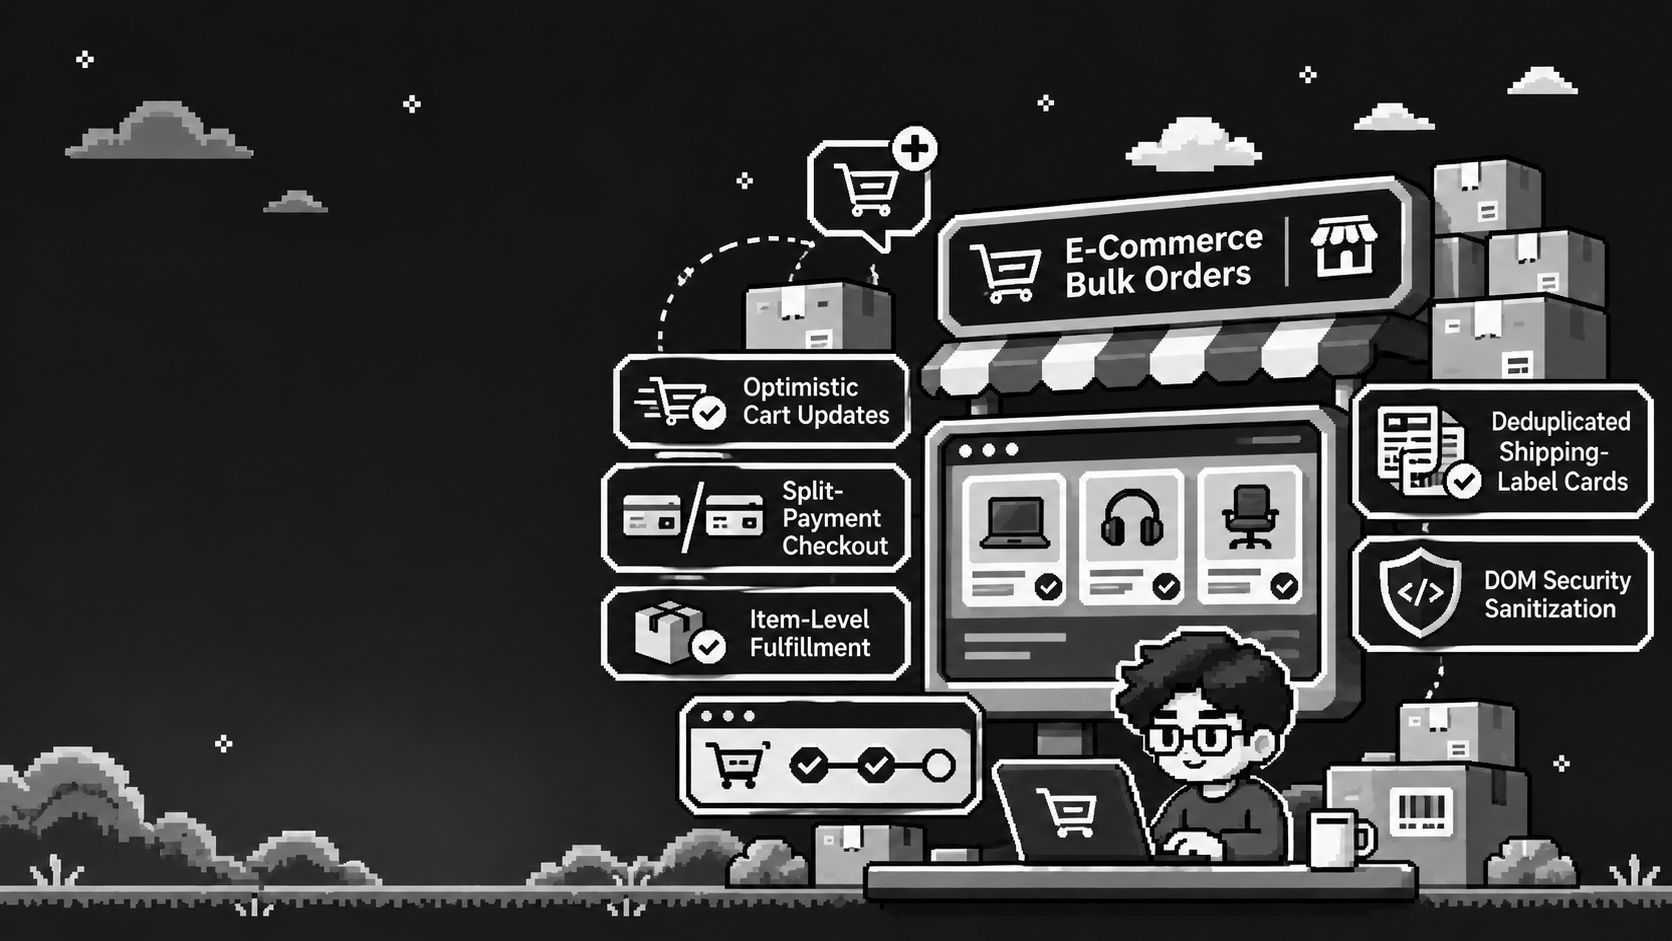 E-Commerce
Bulk Orders
Optimistic
Cart Updates
Split-
Payment
Checkout
Item-Level
Fulfillment
Deduplicated
Shipping-
Label Cards
</>
DOM Security
Sanitization